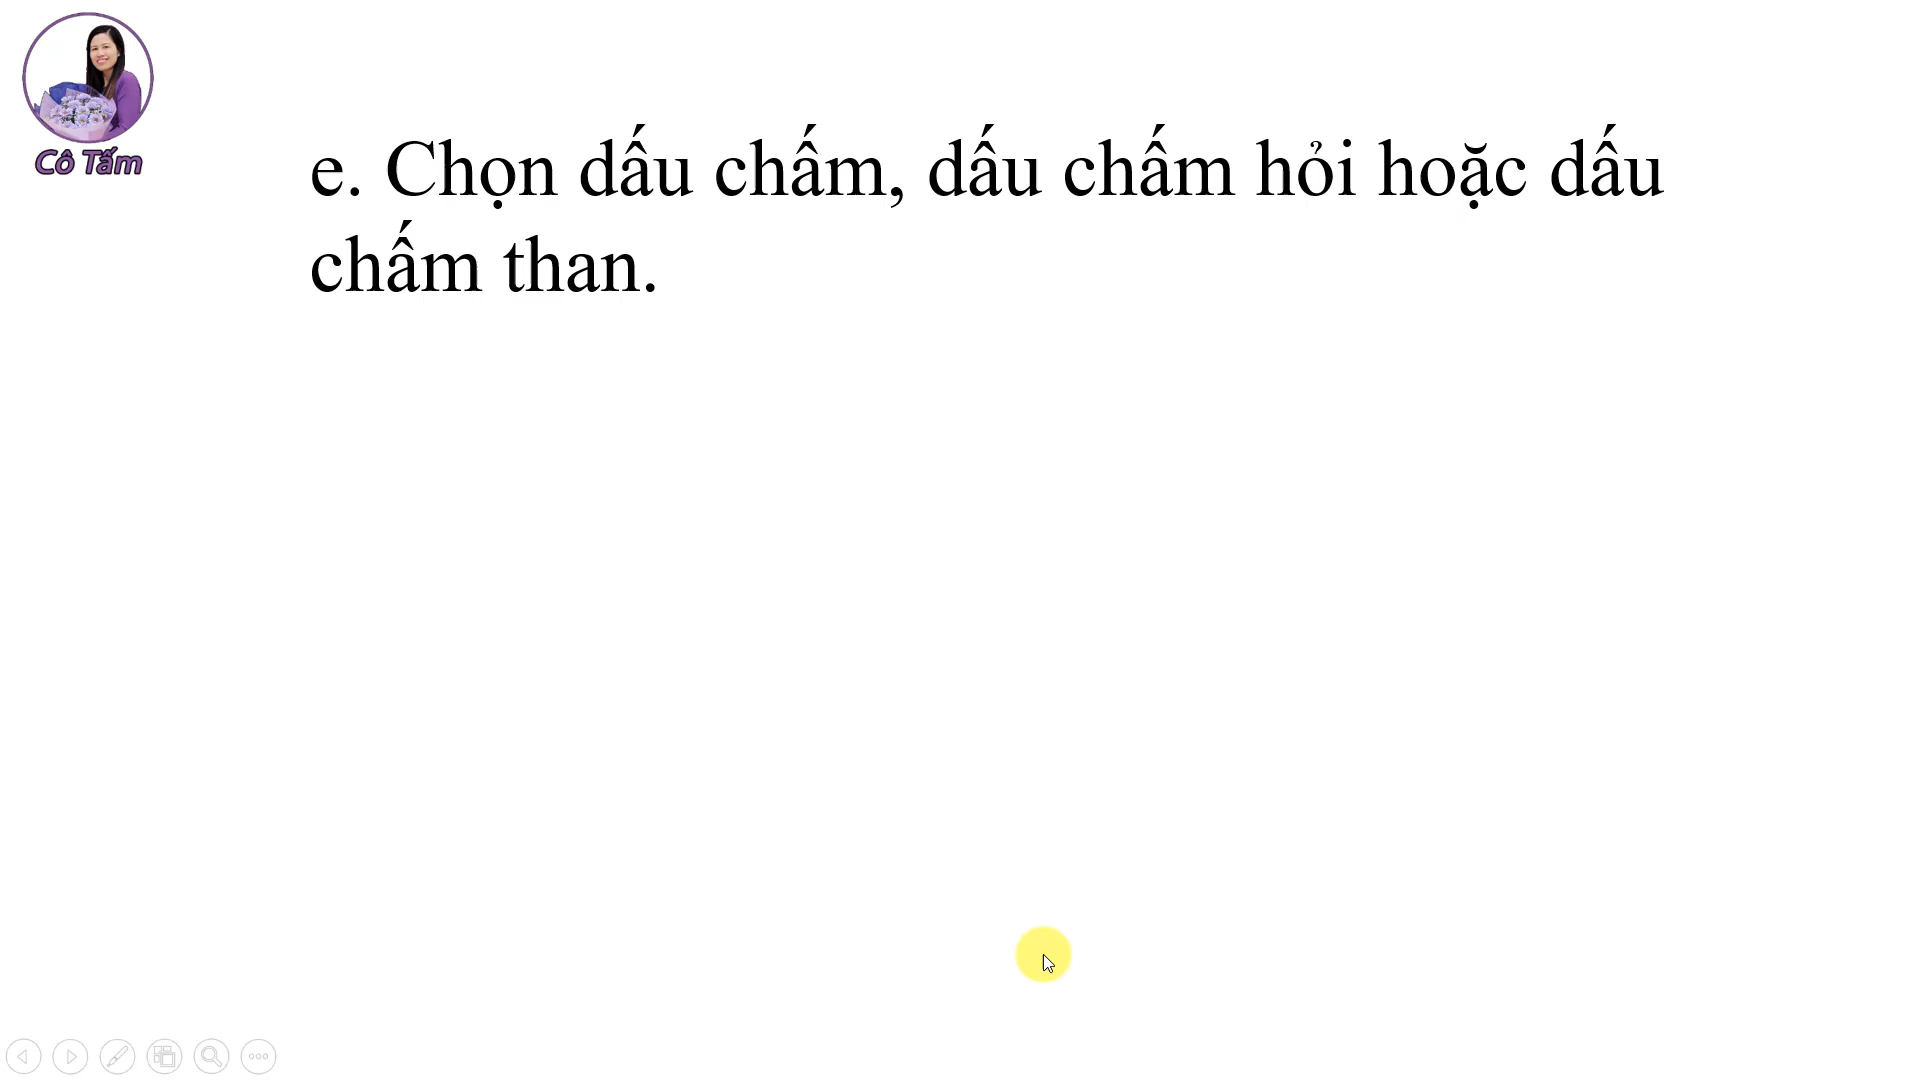 Cô Tấm
e. Chọn dấu chấm, dấu chấm hỏi hoặc dấu
chấm than.